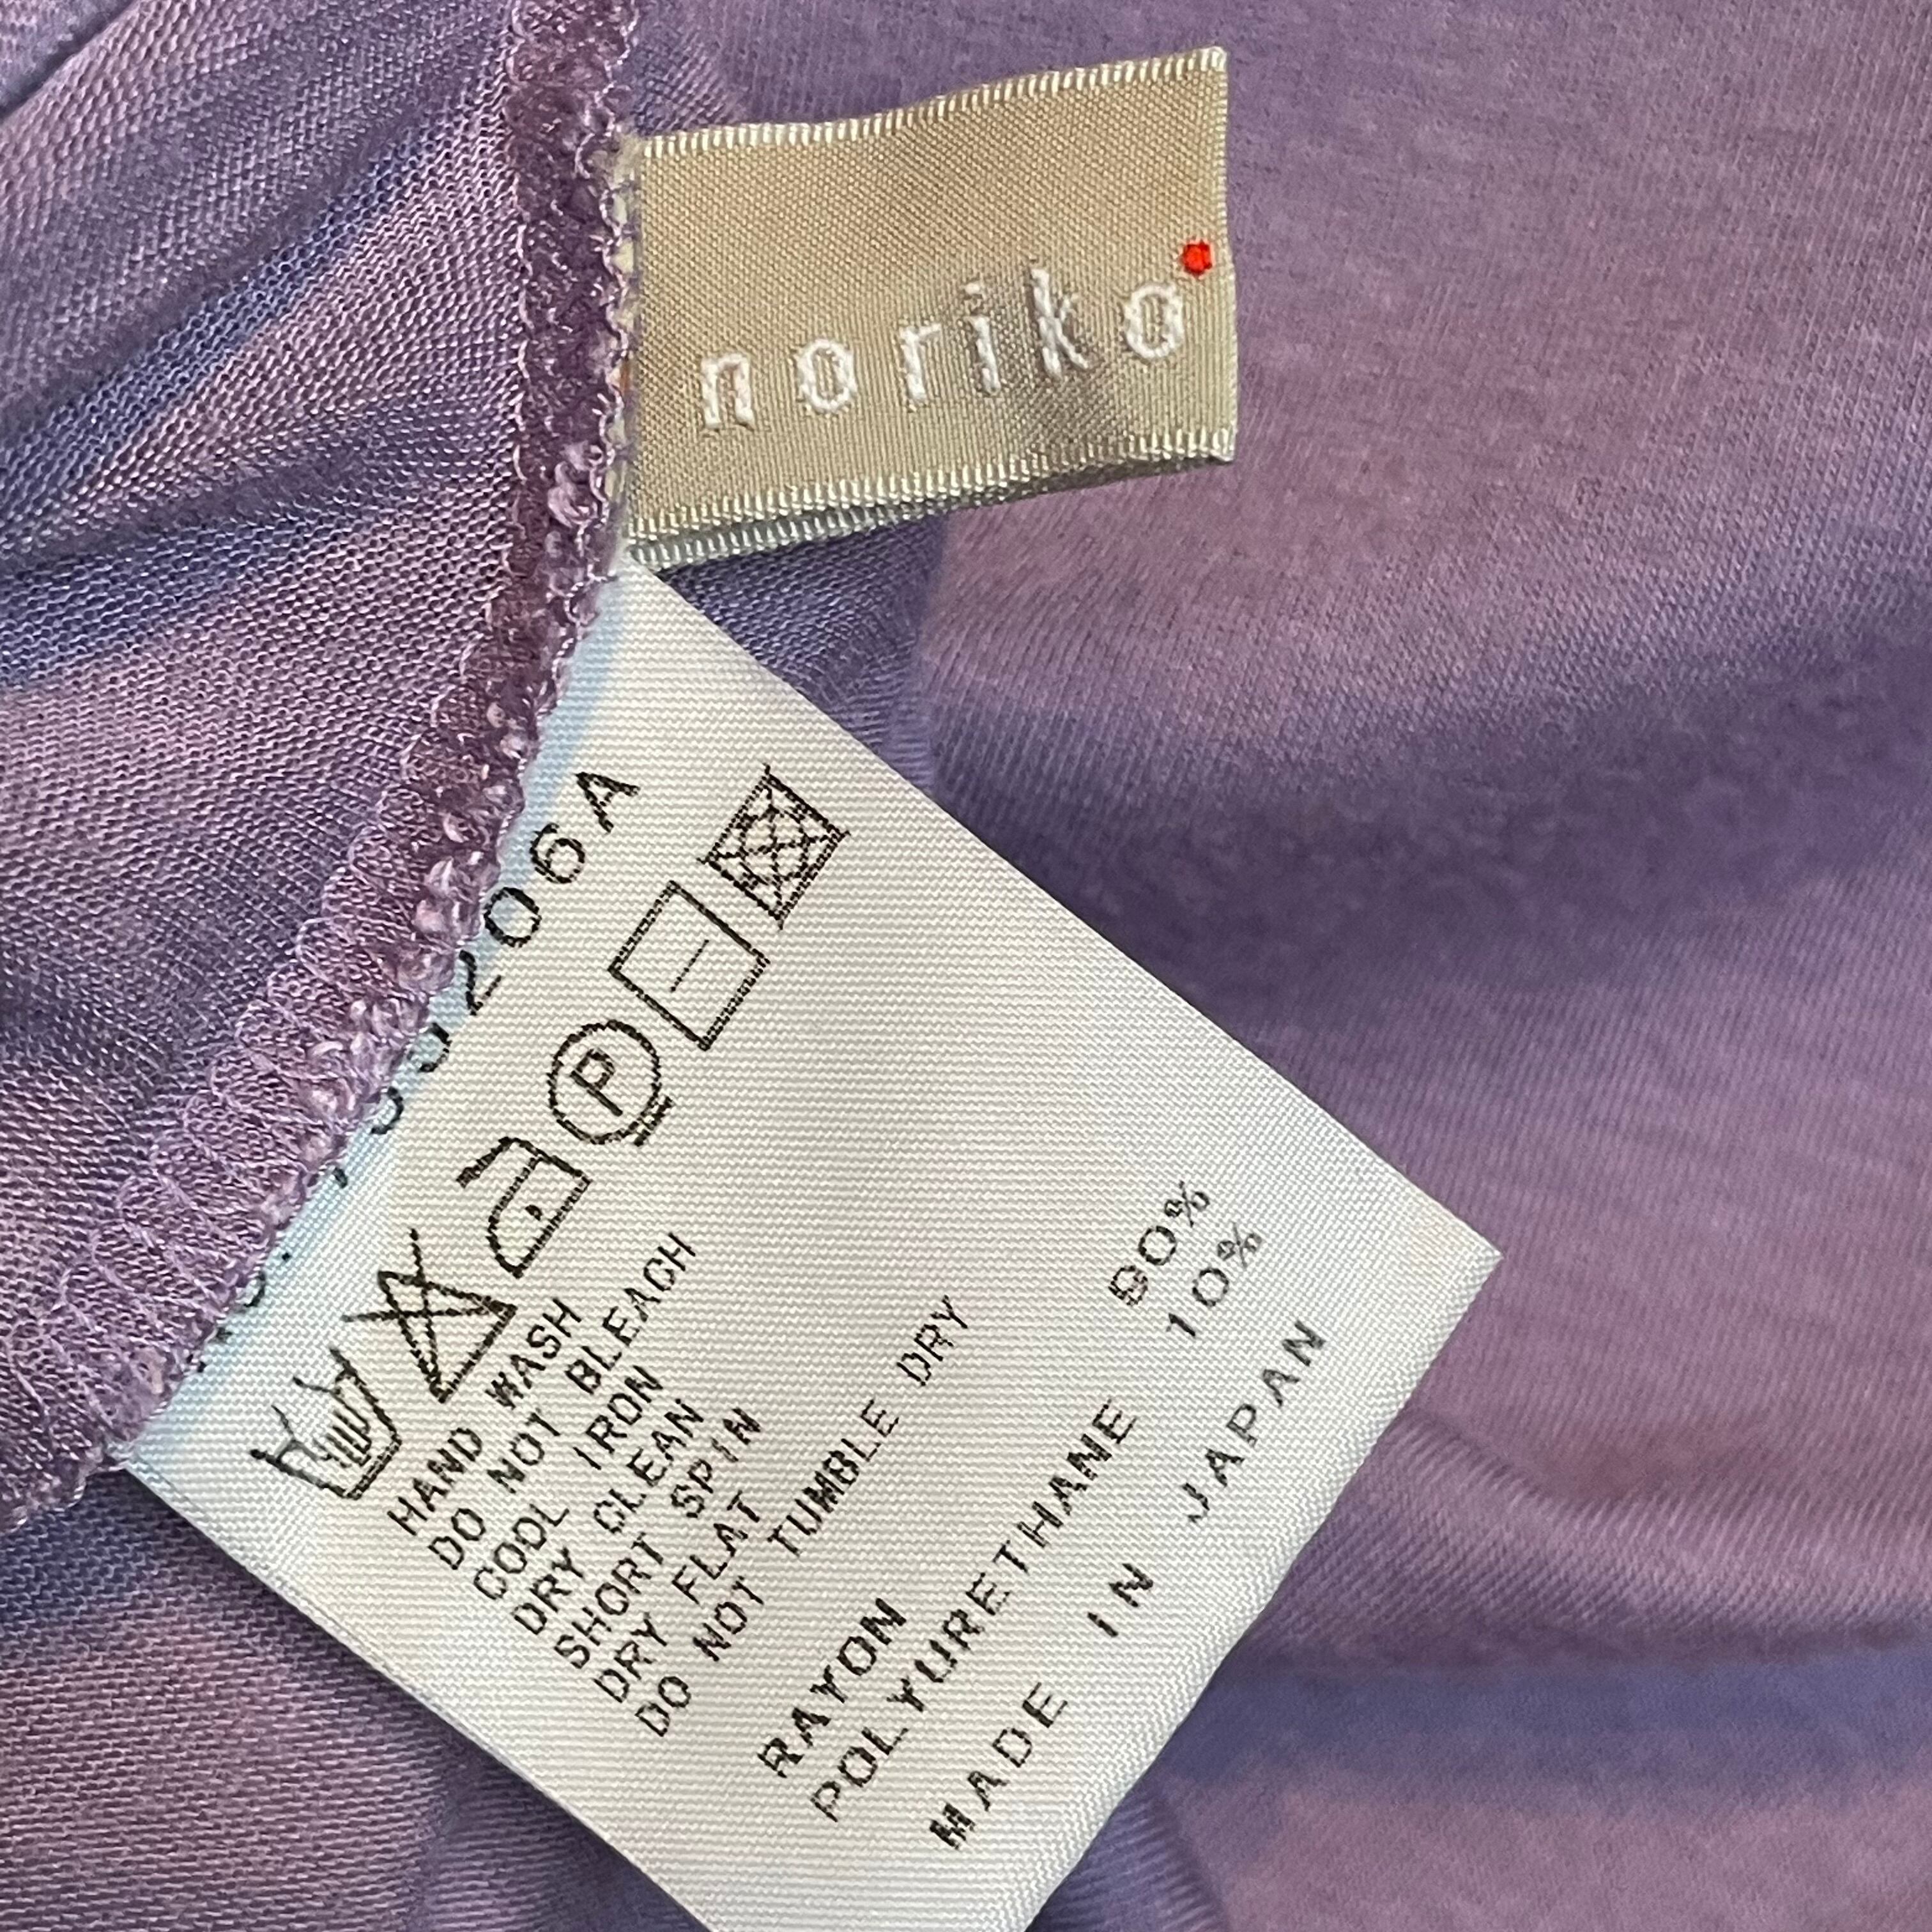 noriko
206A
P
HAND WASH
DO NOT BLEACH
COOL IRON
DRY CLEAN
SHORT SPIN
DRY FLAT
DO NOT TUMBLE DRY
RAYON 90%
POLYURETHANE 10%
MADE IN JAPAN